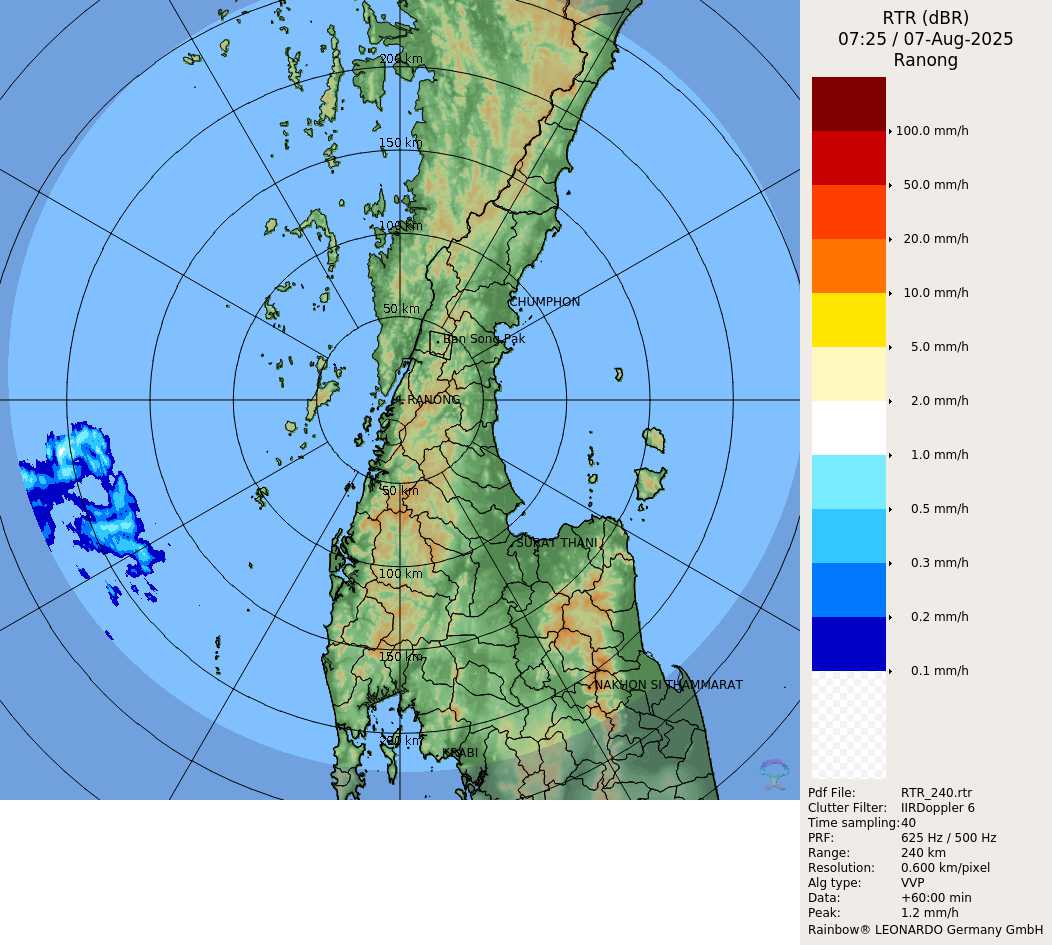 RTR (dBR)
07:25 / 07-Aug-2025
Ranong
200 km
150 km
100 km
50 km
CHUMPHON
Ban Song Pak
RANONG
50 km
SURAT THANI
100 km
150 km
NAKHON SI THAMMARAT
200 km
KRABI
100.0 mm/h
50.0 mm/h
20.0 mm/h
10.0 mm/h
5.0 mm/h
2.0 mm/h
1.0 mm/h
0.5 mm/h
0.3 mm/h
0.2 mm/h
0.1 mm/h
Pdf File: RTR_240.rtr
Clutter Filter: IIRDoppler 6
Time sampling: 40
PRF: 625 Hz / 500 Hz
Range: 240 km
Resolution: 0.600 km/pixel
Alg type: VVP
Data: +60:00 min
Peak: 1.2 mm/h
Rainbow® LEONARDO Germany GmbH